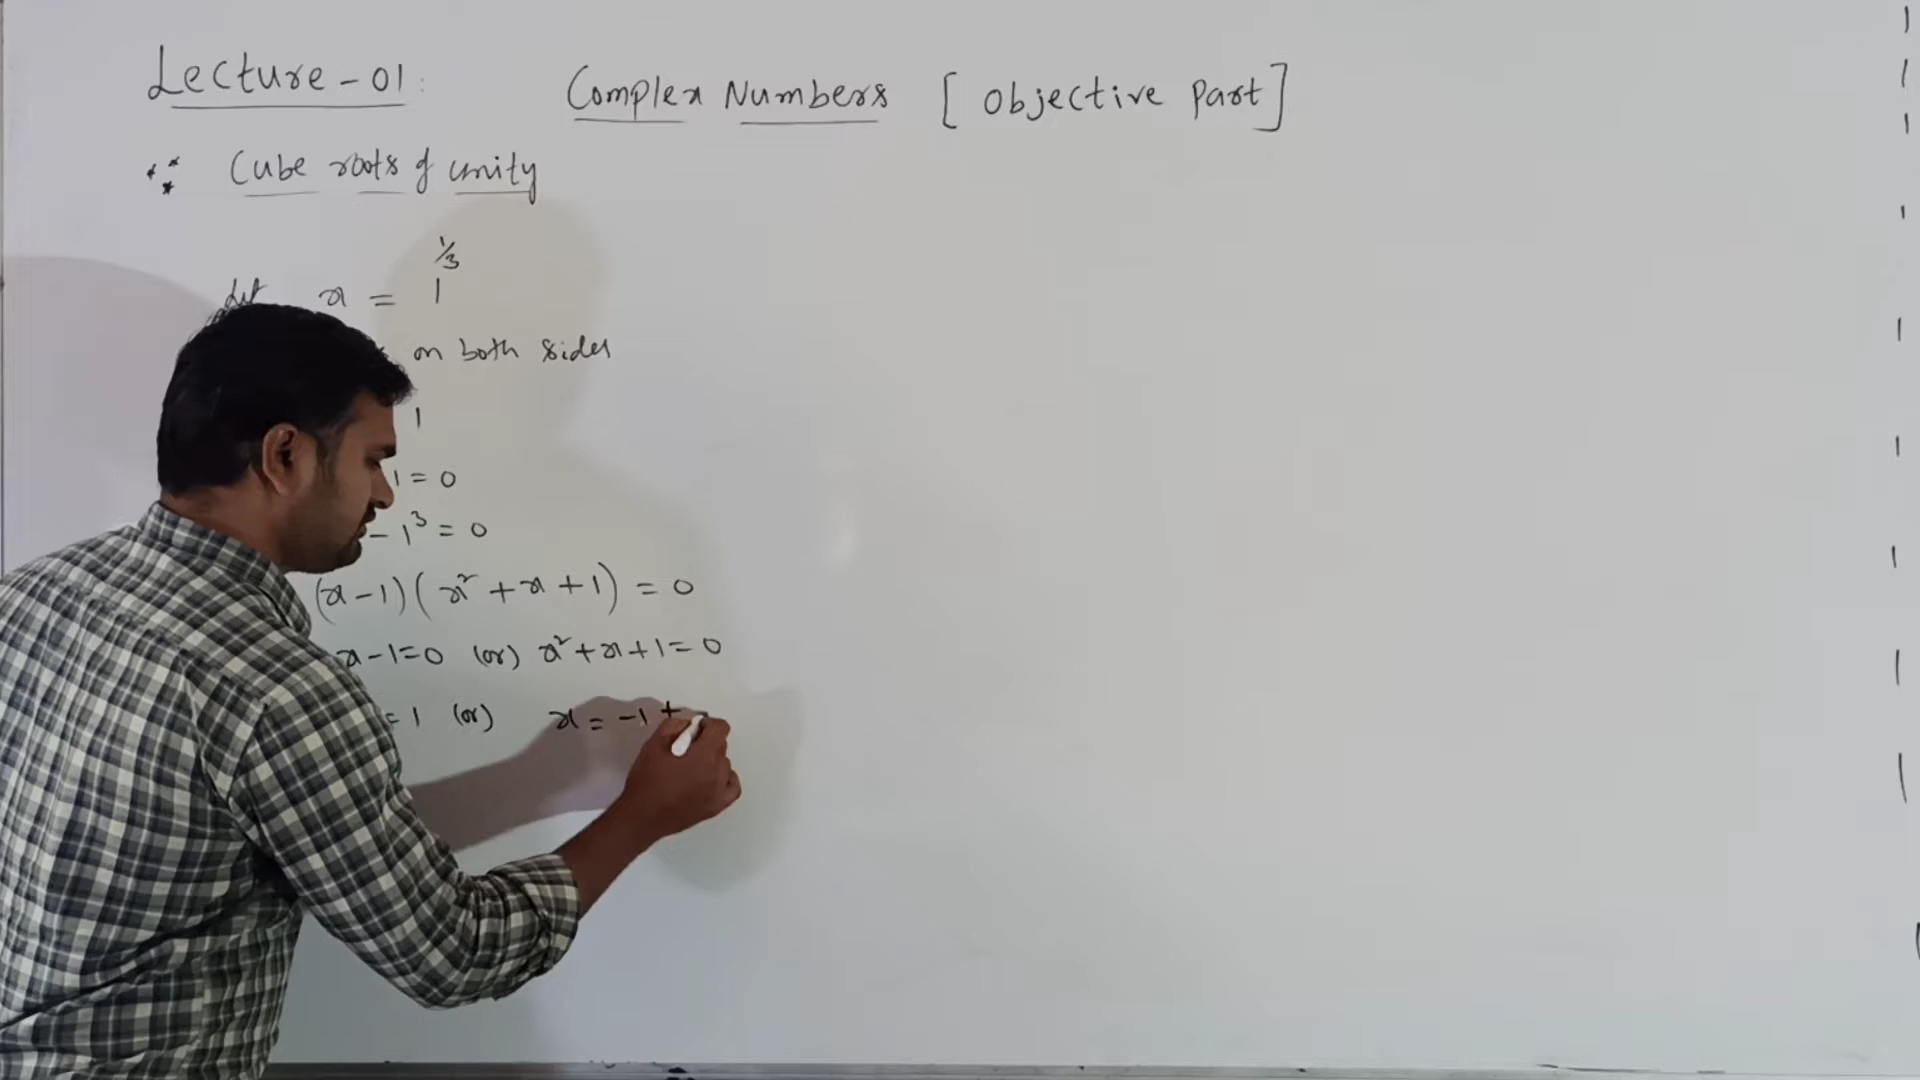 Lecture-01: Complex Numbers [Objective Part]
Cube roots of unity
Let x = 1^(1/3)
on both sides
1
1 = 0
- 1³ = 0
(x-1)(x²+x+1) = 0
x-1=0 (or) x²+x+1=0
= 1 (or) x = -1 ±